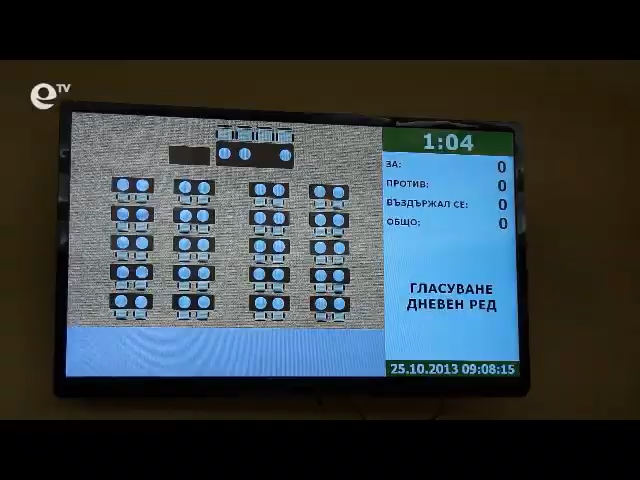 eTV
1:04
ЗА: 0
ПРОТИВ: 0
ВЪЗДЪРЖАЛ СЕ: 0
ОБЩО: 0
ГЛАСУВАНЕ
ДНЕВЕН РЕД
25.10.2013 09:08:15